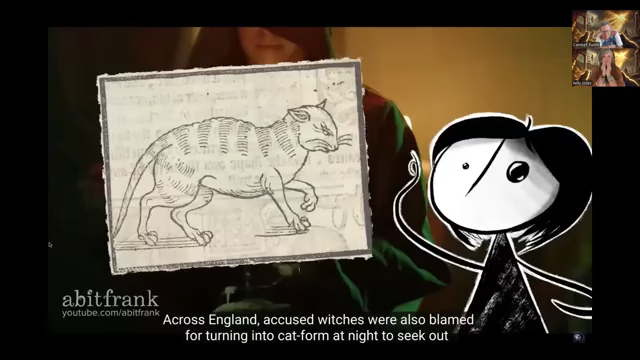 abitfrank
youtube.com/abitfrank
Across England, accused witches were also blamed
for turning into cat-form at night to seek out